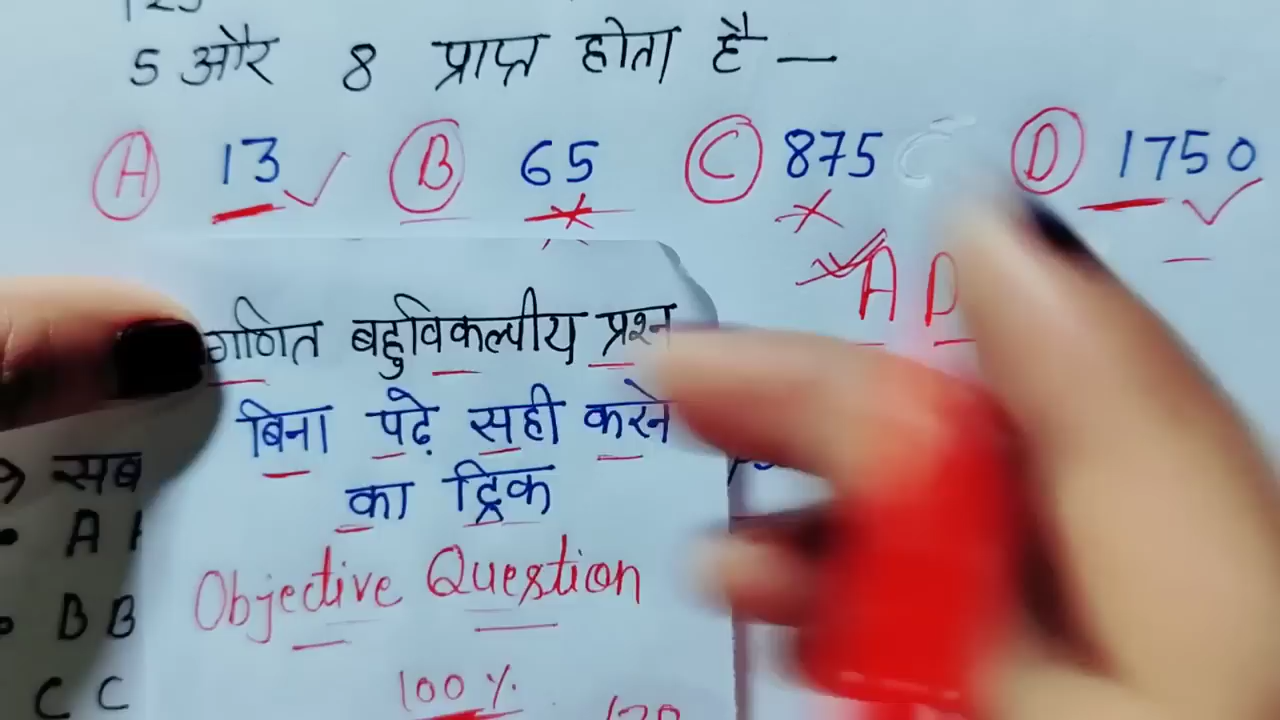 5 और 8 प्राप्त होता है —
A 13 B 65 C 875 D 1750
A D
गणित बहुविकल्पीय प्रश्न
बिना पढ़े सही करने
का ट्रिक
Objective Question
100 %.
सब
A
B B
C C